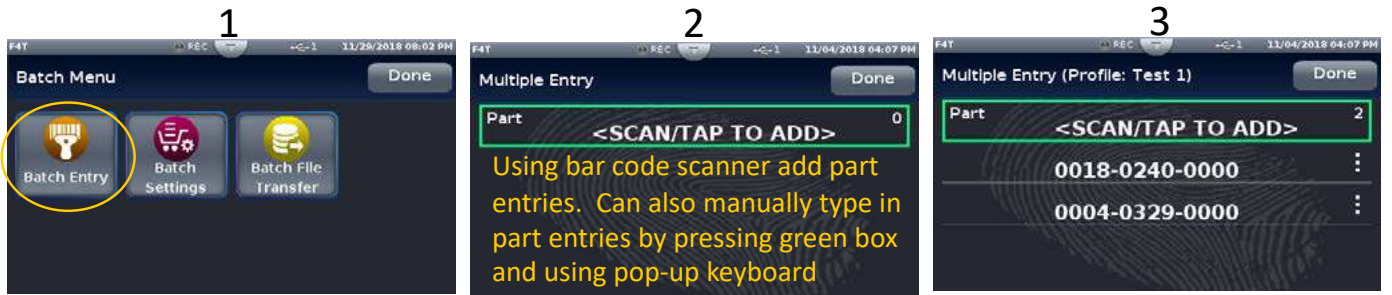 1
F4T REC 1 11/29/2018 08:02 PM
Batch Menu Done
Batch Entry
Batch
Settings
Batch File
Transfer
2
F4T REC 1 11/04/2018 04:07 PM
Multiple Entry Done
Part 0
<SCAN/TAP TO ADD>
Using bar code scanner add part
entries. Can also manually type in
part entries by pressing green box
and using pop-up keyboard
3
F4T REC 1 11/04/2018 04:07 PM
Multiple Entry (Profile: Test 1) Done
Part 2
<SCAN/TAP TO ADD>
0018-0240-0000
0004-0329-0000